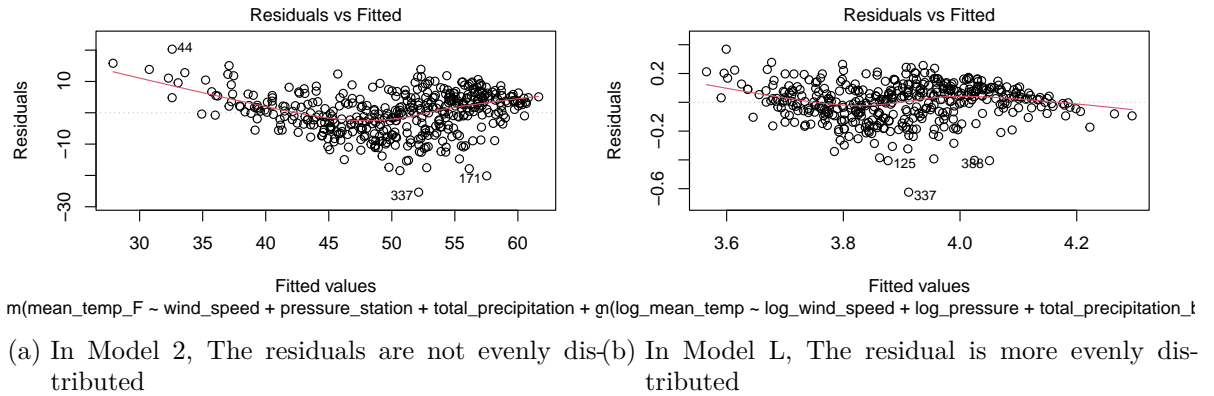 Residuals vs Fitted
Residuals
10
-10
-30
44
171
337
30 35 40 45 50 55 60
Fitted values
m(mean_temp_F ~ wind_speed + pressure_station + total_precipitation + g
(a) In Model 2, The residuals are not evenly dis-
tributed
Residuals vs Fitted
Residuals
0.2
-0.2
-0.6
125
388
337
3.6 3.8 4.0 4.2
Fitted values
m(log_mean_temp ~ log_wind_speed + log_pressure + total_precipitation_b
(b) In Model L, The residual is more evenly dis-
tributed